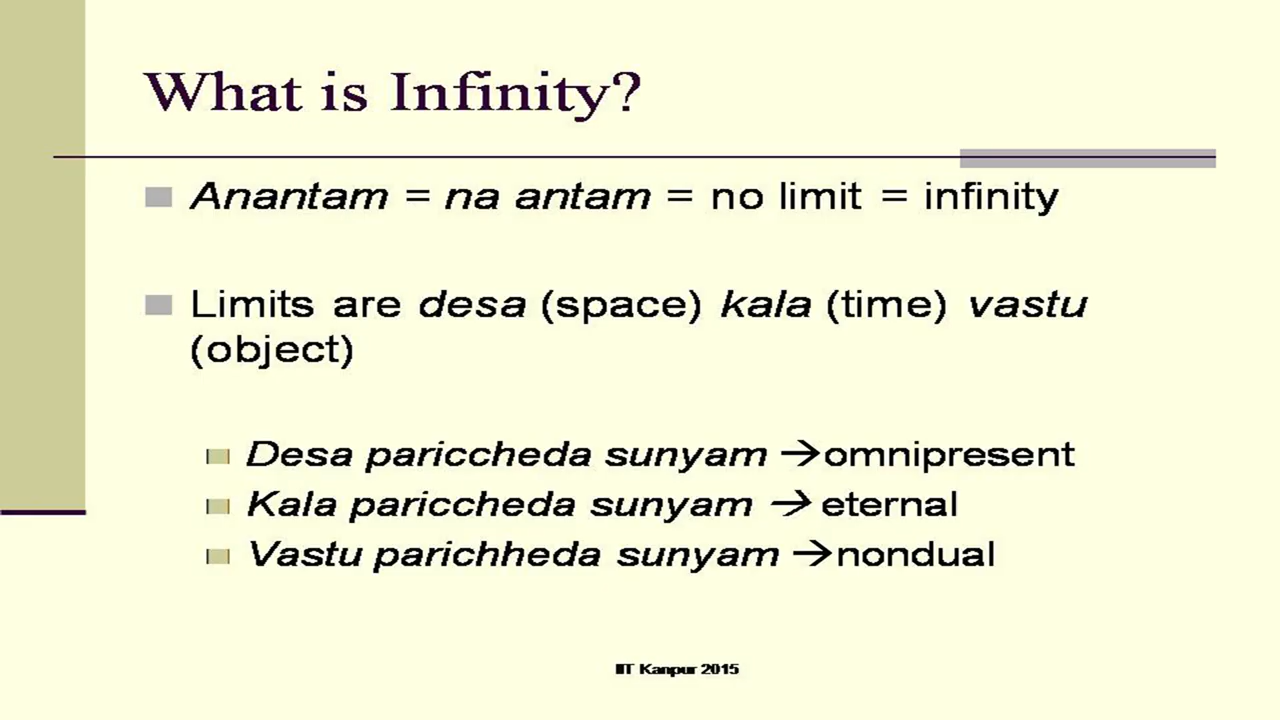 What is Infinity?
Anantam = na antam = no limit = infinity
Limits are desa (space) kala (time) vastu
(object)
Desa pariccheda sunyam →omnipresent
Kala pariccheda sunyam → eternal
Vastu parichheda sunyam →nondual
IIT Kanpur 2015